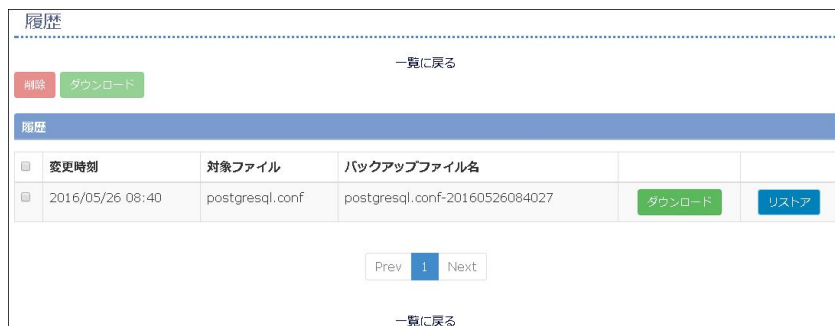 履歴
一覧に戻る
削除 ダウンロード
履歴
変更時刻 対象ファイル バックアップファイル名
2016/05/26 08:40 postgresql.conf postgresql.conf-20160526084027 ダウンロード リストア
Prev 1 Next
一覧に戻る